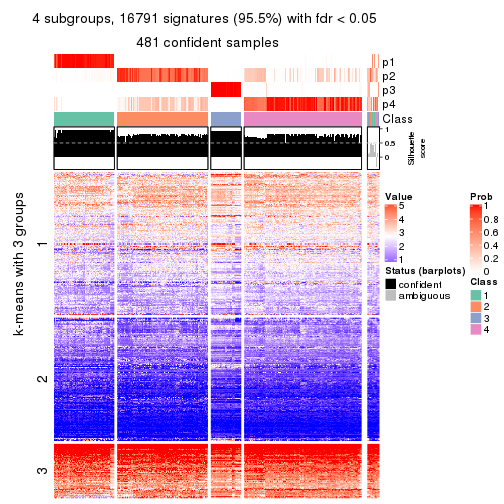 4 subgroups, 16791 signatures (95.5%) with fdr < 0.05
481 confident samples
p1
p2
p3
p4
Class
1
0.5
0
Silhouette
score
k-means with 3 groups
1
2
3
Value
5
4
3
2
1
Status (barplots)
confident
ambiguous
Prob
1
0.8
0.6
0.4
0.2
0
Class
1
2
3
4